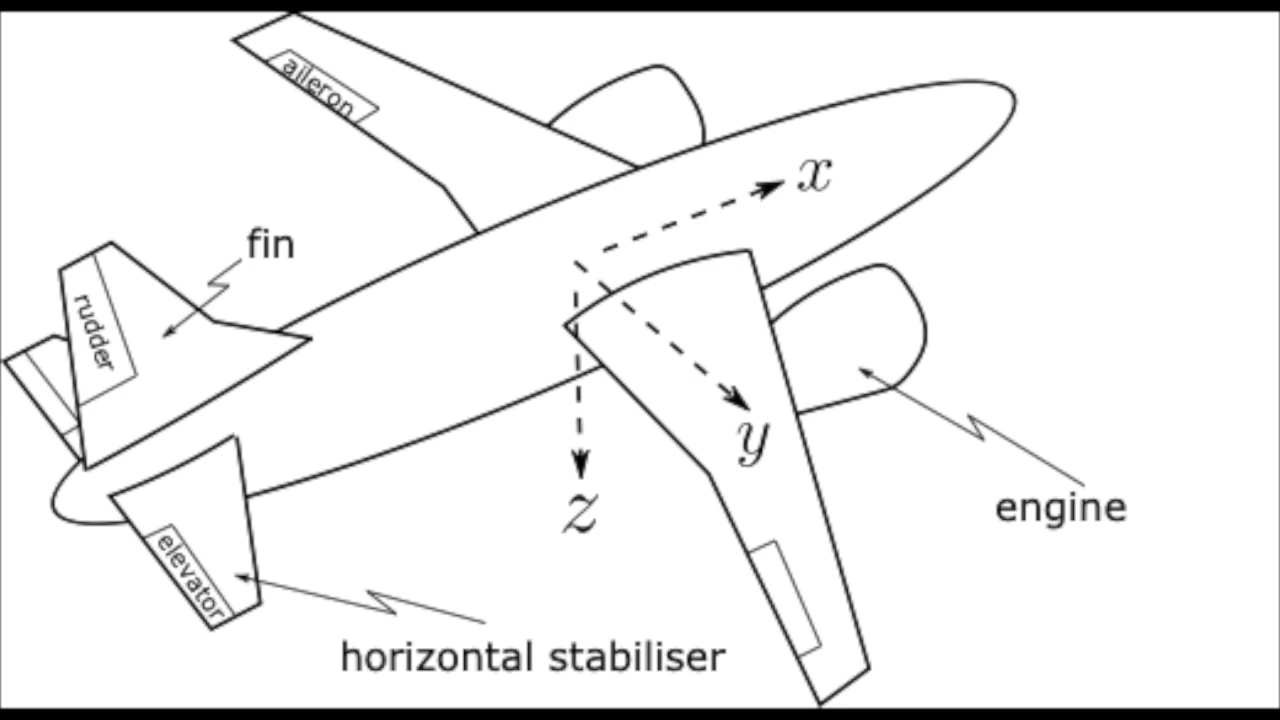 aileron
x
fin
rudder
y
z
engine
elevator
horizontal stabiliser